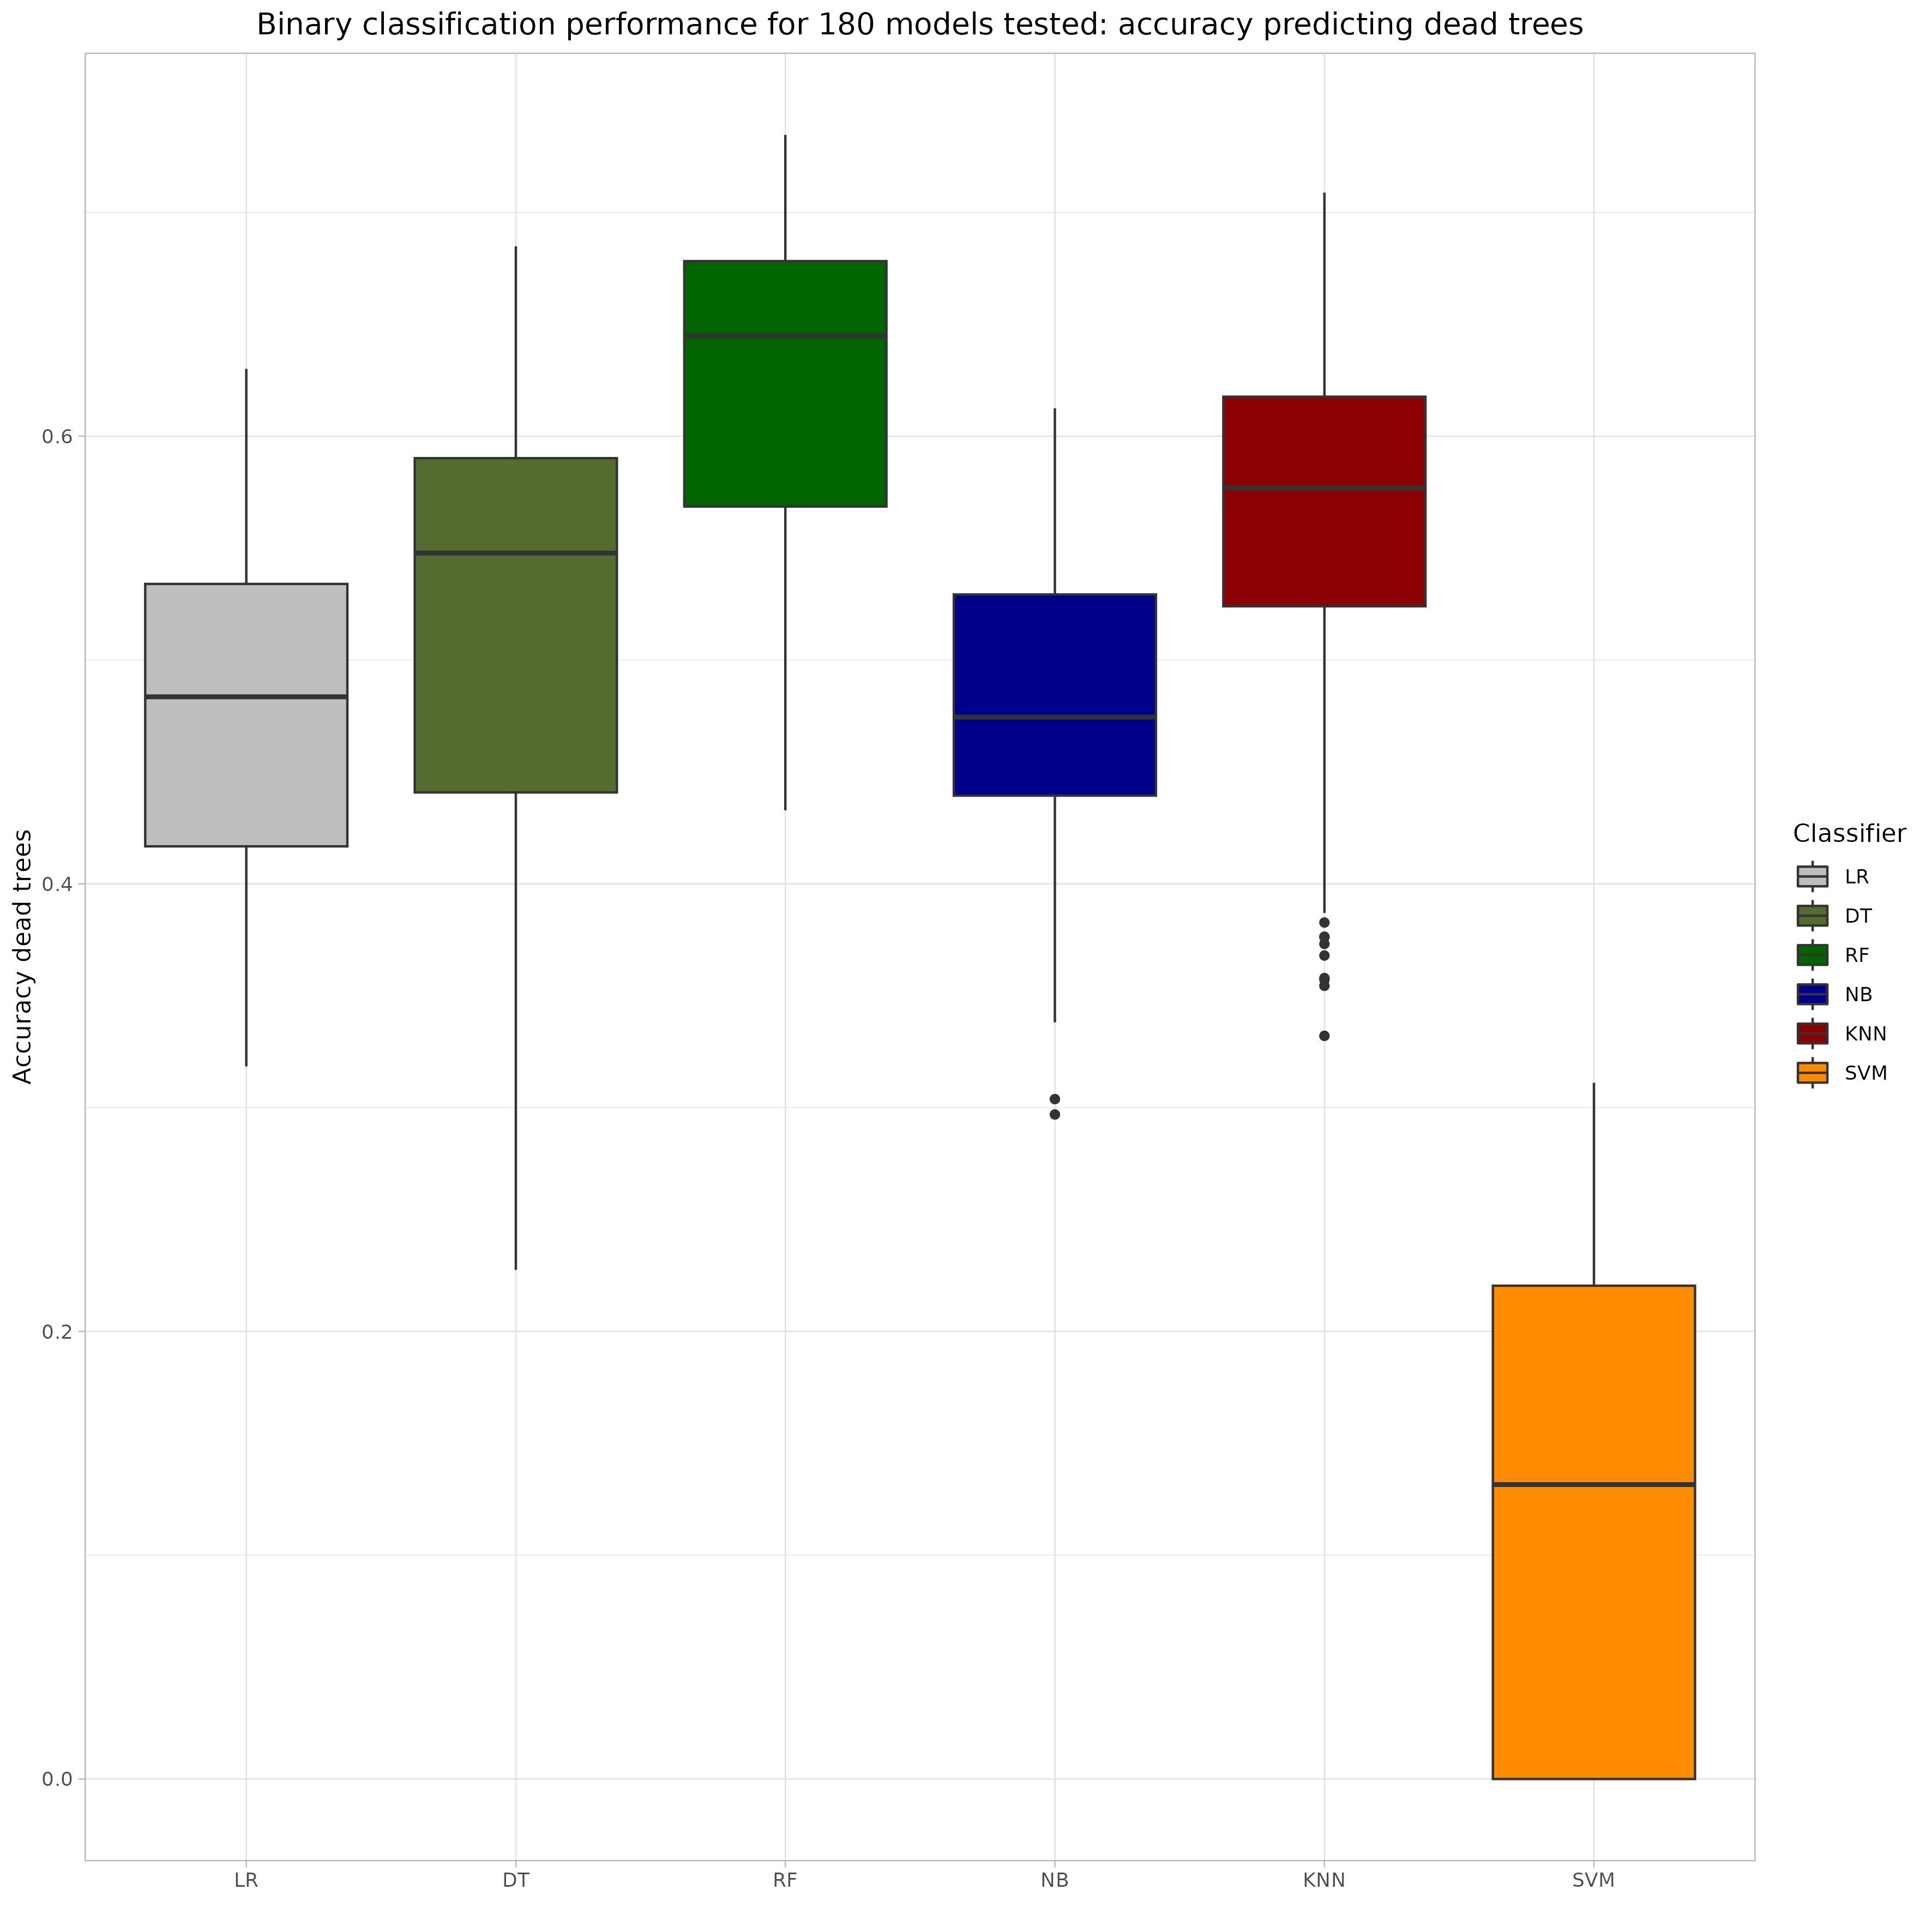 Binary classification performance for 180 models tested: accuracy predicting dead trees
Accuracy dead trees
0.6
0.4
0.2
0.0
LR
DT
RF
NB
KNN
SVM
Classifier
LR
DT
RF
NB
KNN
SVM